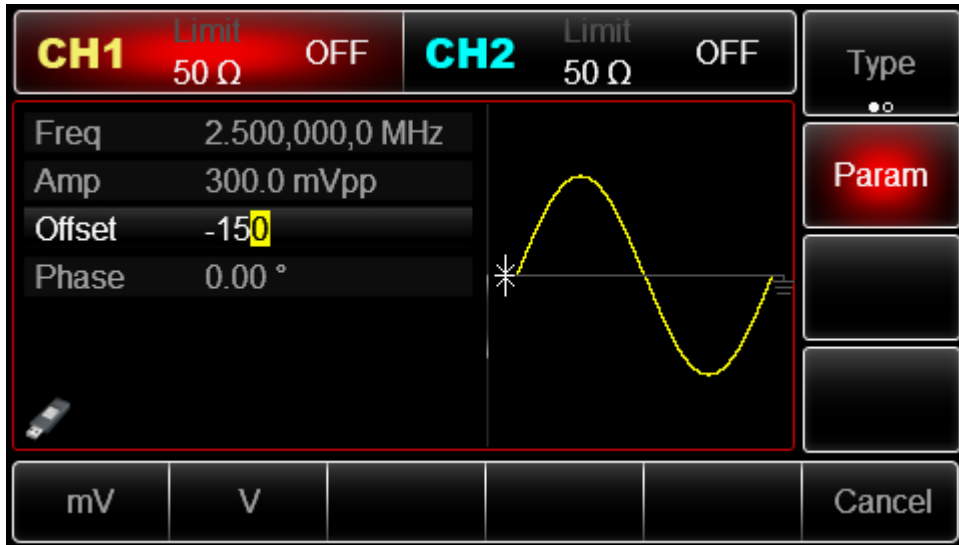 CH1 Limit 50 Ω OFF
CH2 Limit 50 Ω OFF
Type
Param
Freq 2.500,000,0 MHz
Amp 300.0 mVpp
Offset -150
Phase 0.00 °
mV V Cancel